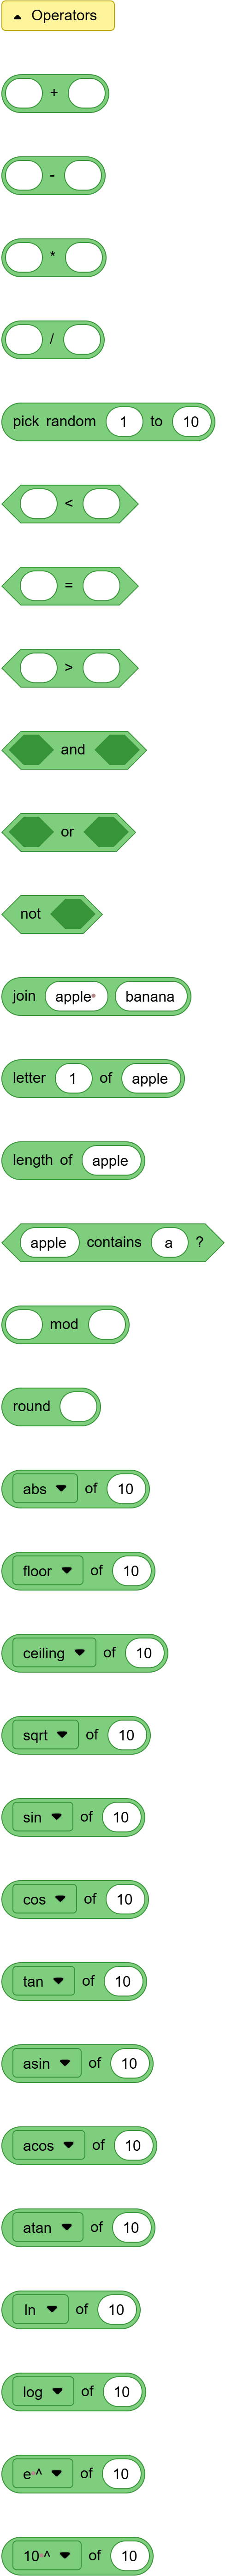 Operators
+
-
*
/
pick random 1 to 10
<
=
>
and
or
not
join apple banana
letter 1 of apple
length of apple
apple contains a ?
mod
round
abs of 10
floor of 10
ceiling of 10
sqrt of 10
sin of 10
cos of 10
tan of 10
asin of 10
acos of 10
atan of 10
ln of 10
log of 10
e ^ of 10
10 ^ of 10